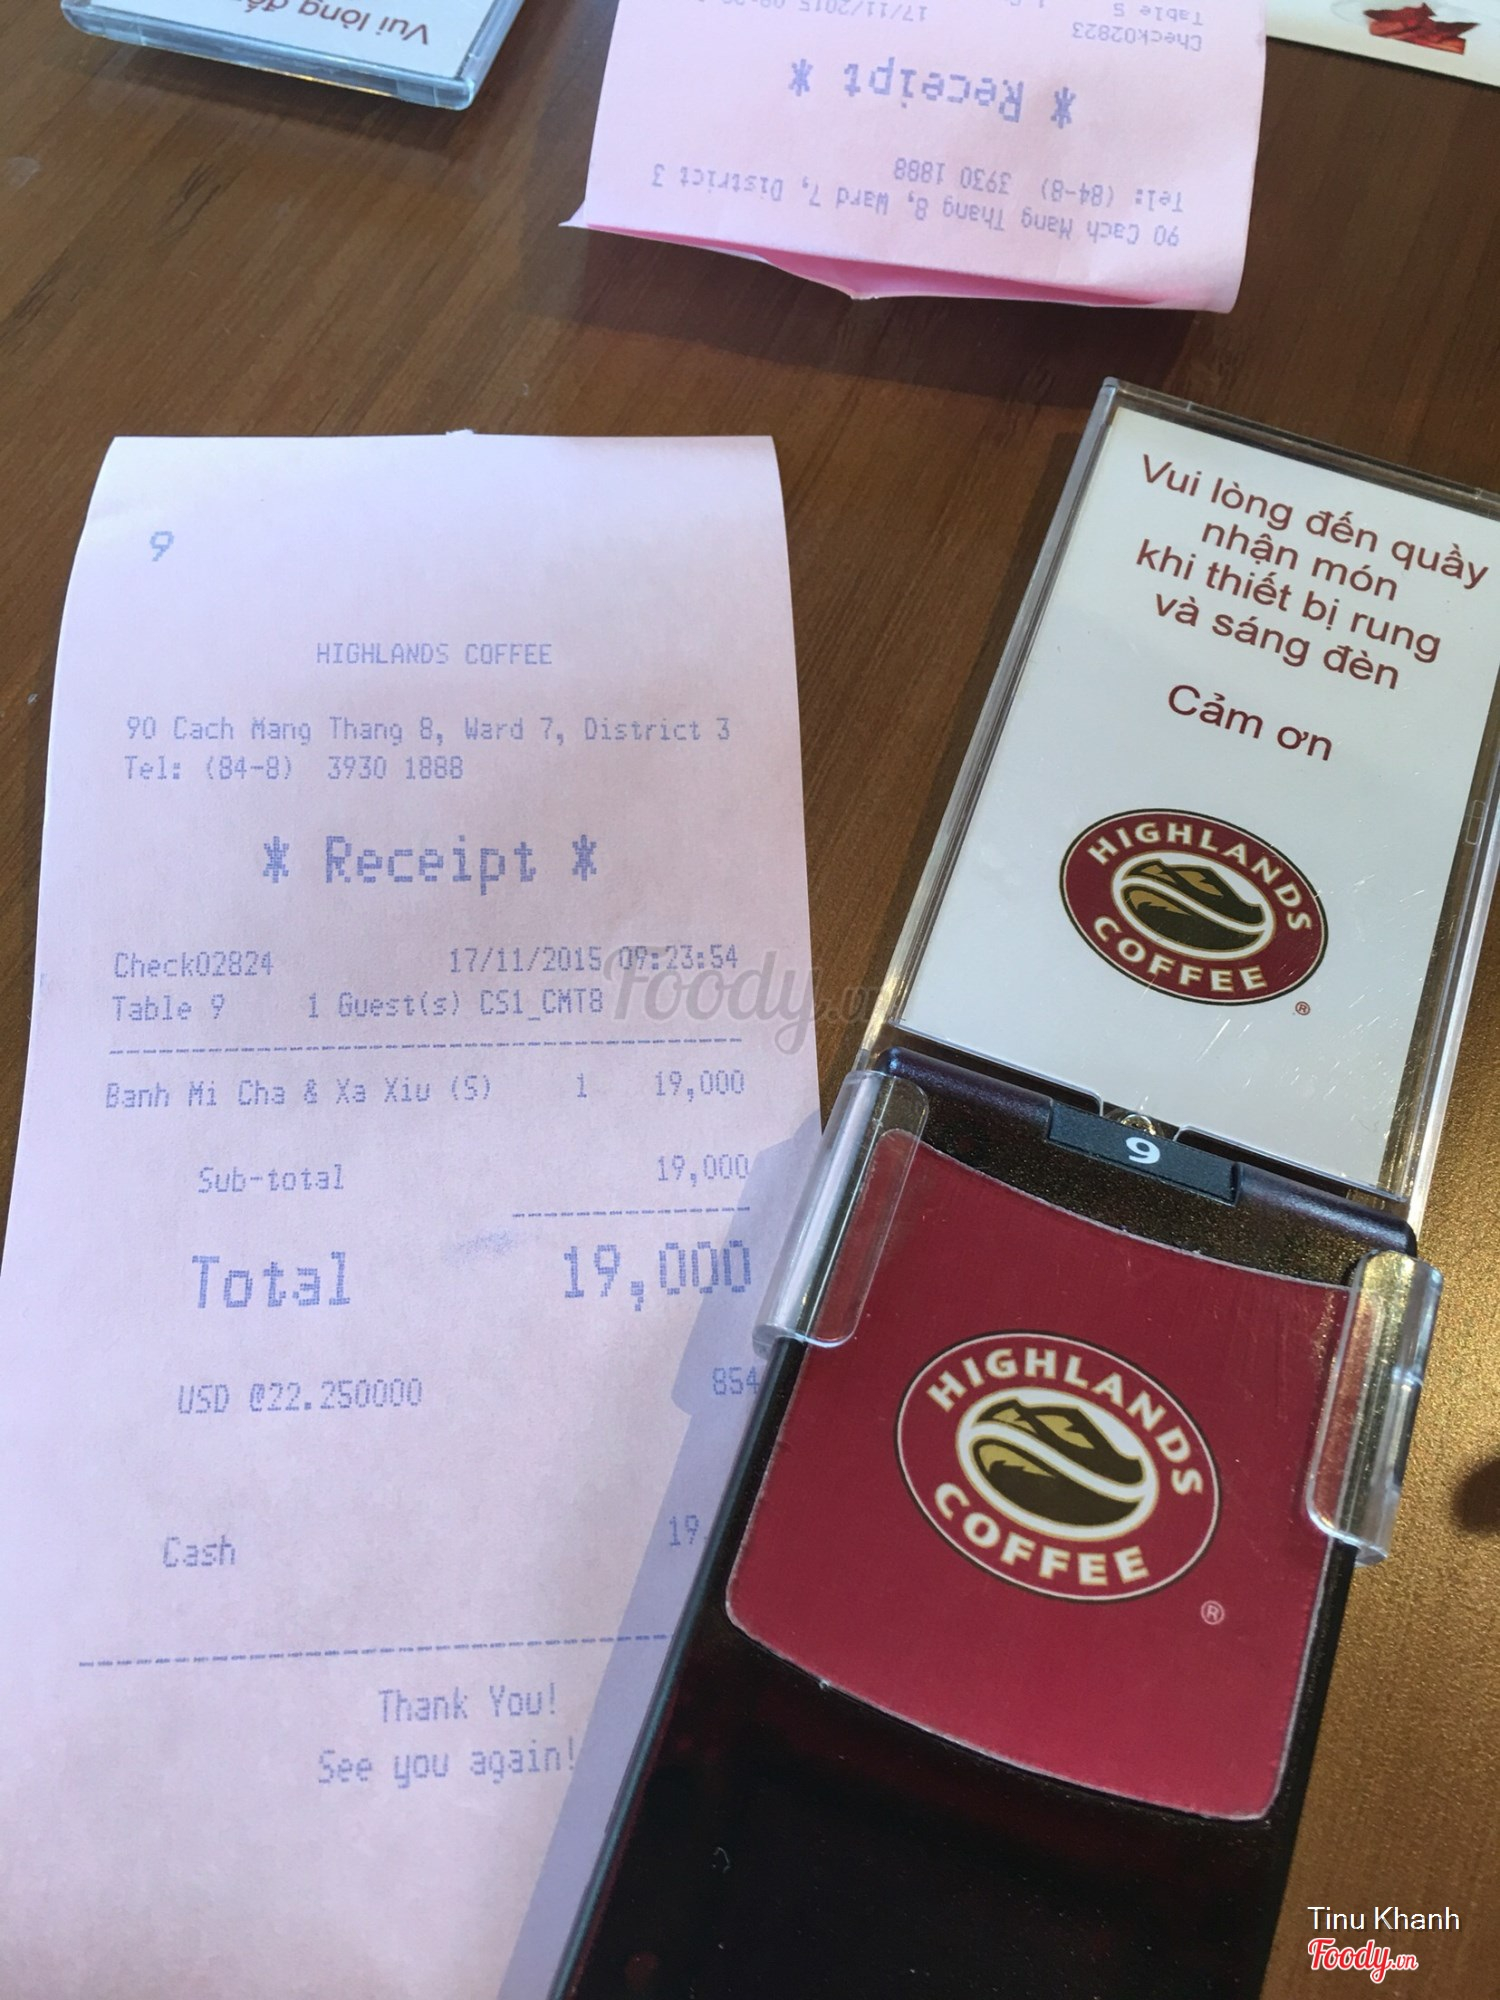 Vui lòng đến
Table 5
17/11/2015
Check02823
* Receipt *
Tel: (84-8) 3930 1888
90 Cach Mang Thang 8, Ward 7, District 3
9
HIGHLANDS COFFEE
90 Cach Mang Thang 8, Ward 7, District 3
Tel: (84-8) 3930 1888
* Receipt *
Check02824 17/11/2015 09:23:54
Table 9 1 Guest(s) CS1_CMT8
Banh Mi Cha & Xa Xiu (S) 1 19,000
Sub-total 19,000
Total 19,000
USD @22.250000 854
Cash 19,
Thank You!
See you again!
Vui lòng đến quầy
nhận món
khi thiết bị rung
và sáng đèn
Cảm ơn
HIGHLANDS
COFFEE
®
9
HIGHLANDS
COFFEE
®
Foody.vn
Tinu Khanh
Foody.vn